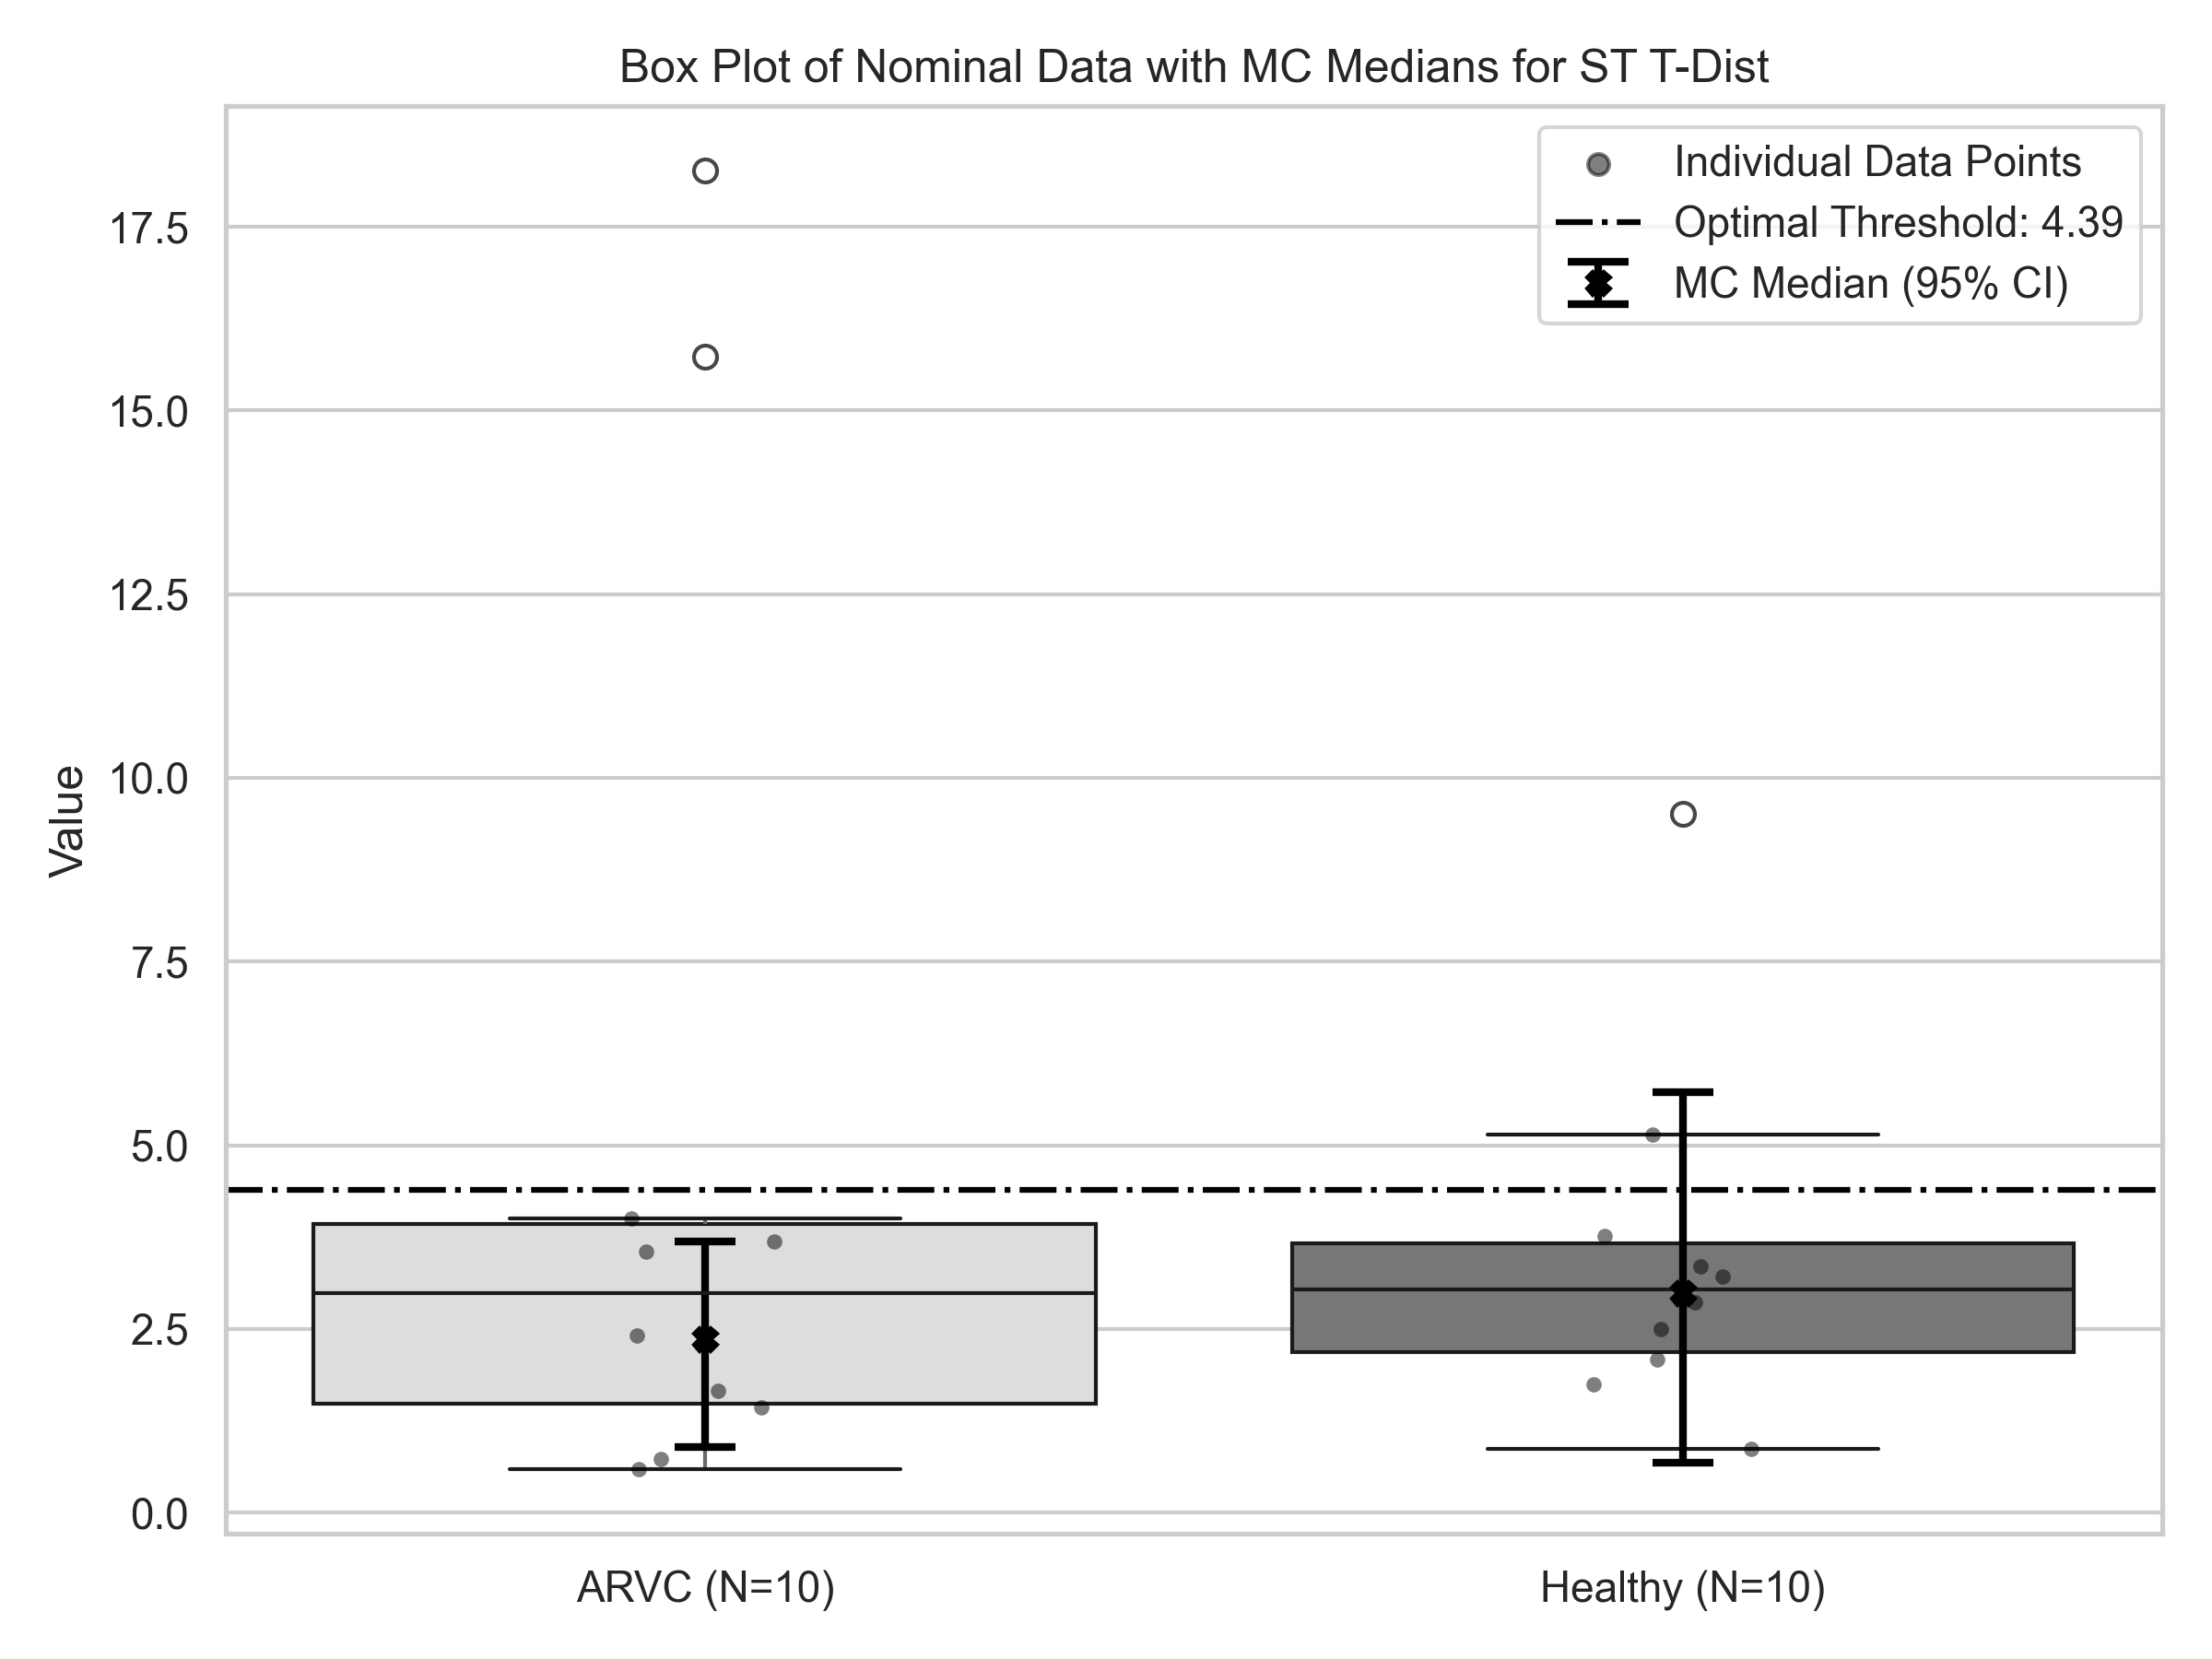 Box Plot of Nominal Data with MC Medians for ST T-Dist
Individual Data Points
Optimal Threshold: 4.39
MC Median (95% CI)
17.5
15.0
12.5
10.0
7.5
5.0
2.5
0.0
Value
ARVC (N=10)
Healthy (N=10)